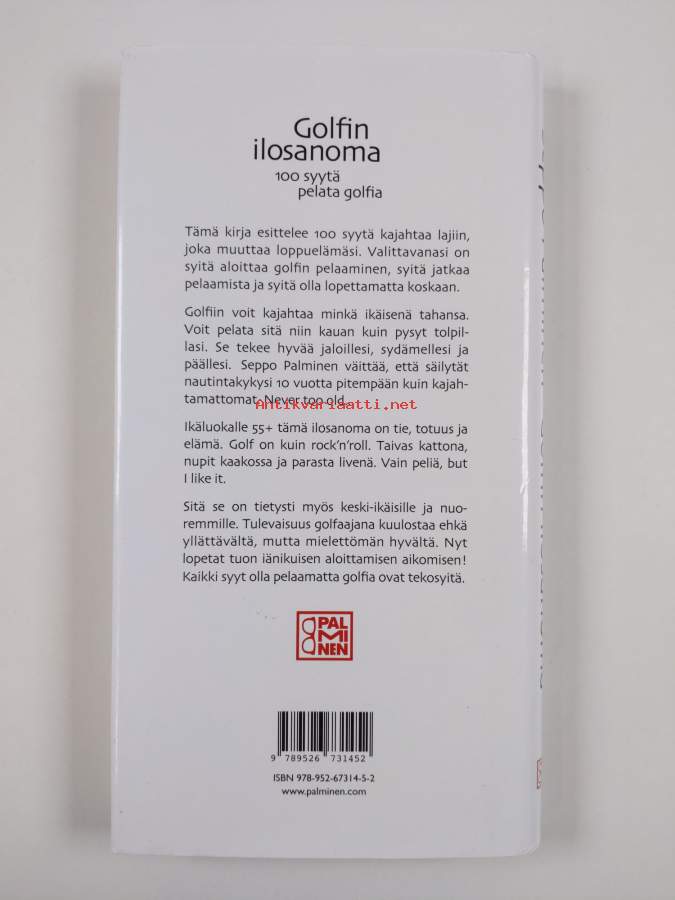 Golfin
ilosanoma
100 syytä
pelata golfia
Tämä kirja esittelee 100 syytä kajahtaa lajiin,
joka muuttaa loppuelämäsi. Valittavanasi on
syitä aloittaa golfin pelaaminen, syitä jatkaa
pelaamista ja syitä olla lopettamatta koskaan.
Golfiin voit kajahtaa minkä ikäisenä tahansa.
Voit pelata sitä niin kauan kuin pysyt tolpil-
lasi. Se tekee hyvää jaloillesi, sydämellesi ja
päällesi. Seppo Palminen väittää, että säilytät
nautintakykysi 10 vuotta pitempään kuin kajah-
tamattomat. Never too old.
Antikvariaatti.net
Ikäluokalle 55+ tämä ilosanoma on tie, totuus ja
elämä. Golf on kuin rock'n'roll. Taivas kattona,
nupit kaakossa ja parasta livenä. Vain peliä, but
I like it.
Sitä se on tietysti myös keski-ikäisille ja nuo-
remmille. Tulevaisuus golfaajana kuulostaa ehkä
yllättävältä, mutta mielettömän hyvältä. Nyt
lopetat tuon iänikuisen aloittamisen aikomisen!
Kaikki syyt olla pelaamatta golfia ovat tekosyitä.
PAL
MI
NEN
9 789526 731452
ISBN 978-952-67314-5-2
www.palminen.com